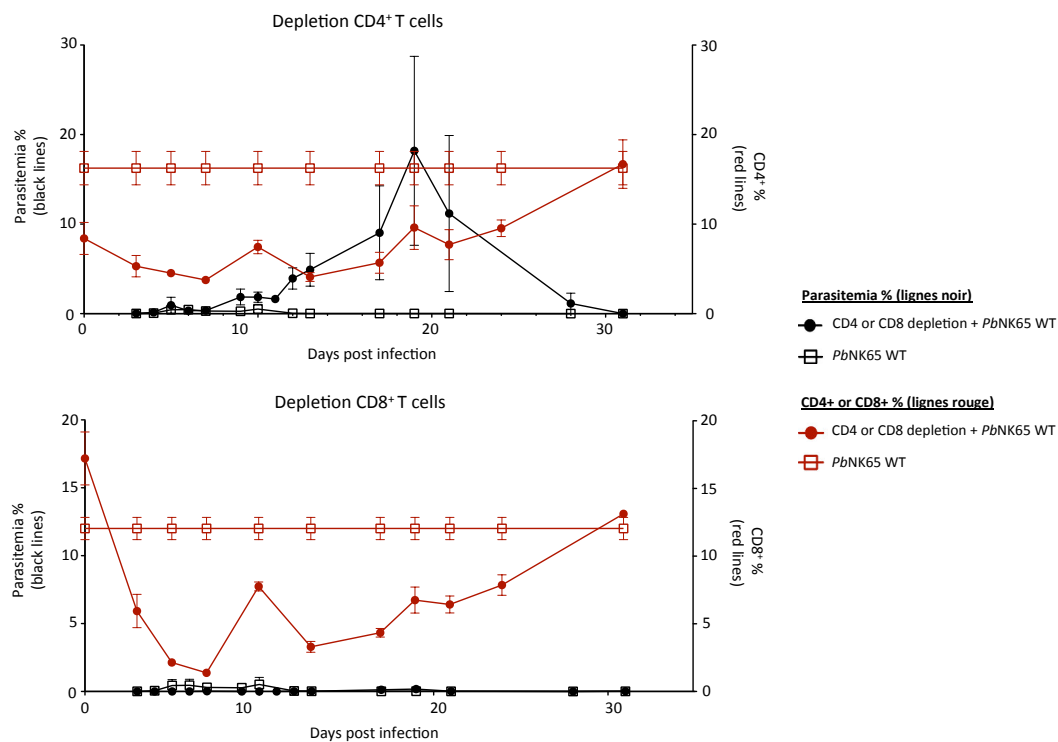 Depletion CD4+ T cells
30
20
10
0
Parasitemia %
(black lines)
30
20
10
0
CD4+ %
(red lines)
0
10
20
30
Days post infection
Depletion CD8+ T cells
20
15
10
5
0
Parasitemia %
(black lines)
20
15
10
5
0
CD8+ %
(red lines)
0
10
20
30
Days post infection
Parasitemia % (lignes noir)
CD4 or CD8 depletion + PbNK65 WT
PbNK65 WT
CD4+ or CD8+ % (lignes rouge)
CD4 or CD8 depletion + PbNK65 WT
PbNK65 WT